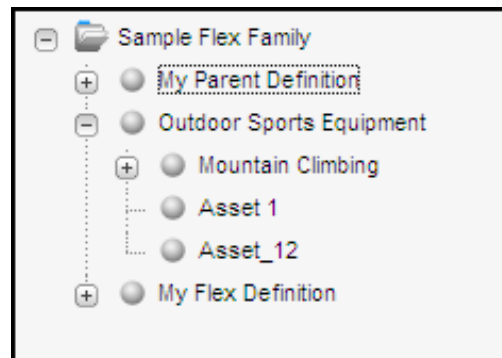 Sample Flex Family
My Parent Definition
Outdoor Sports Equipment
Mountain Climbing
Asset 1
Asset_12
My Flex Definition